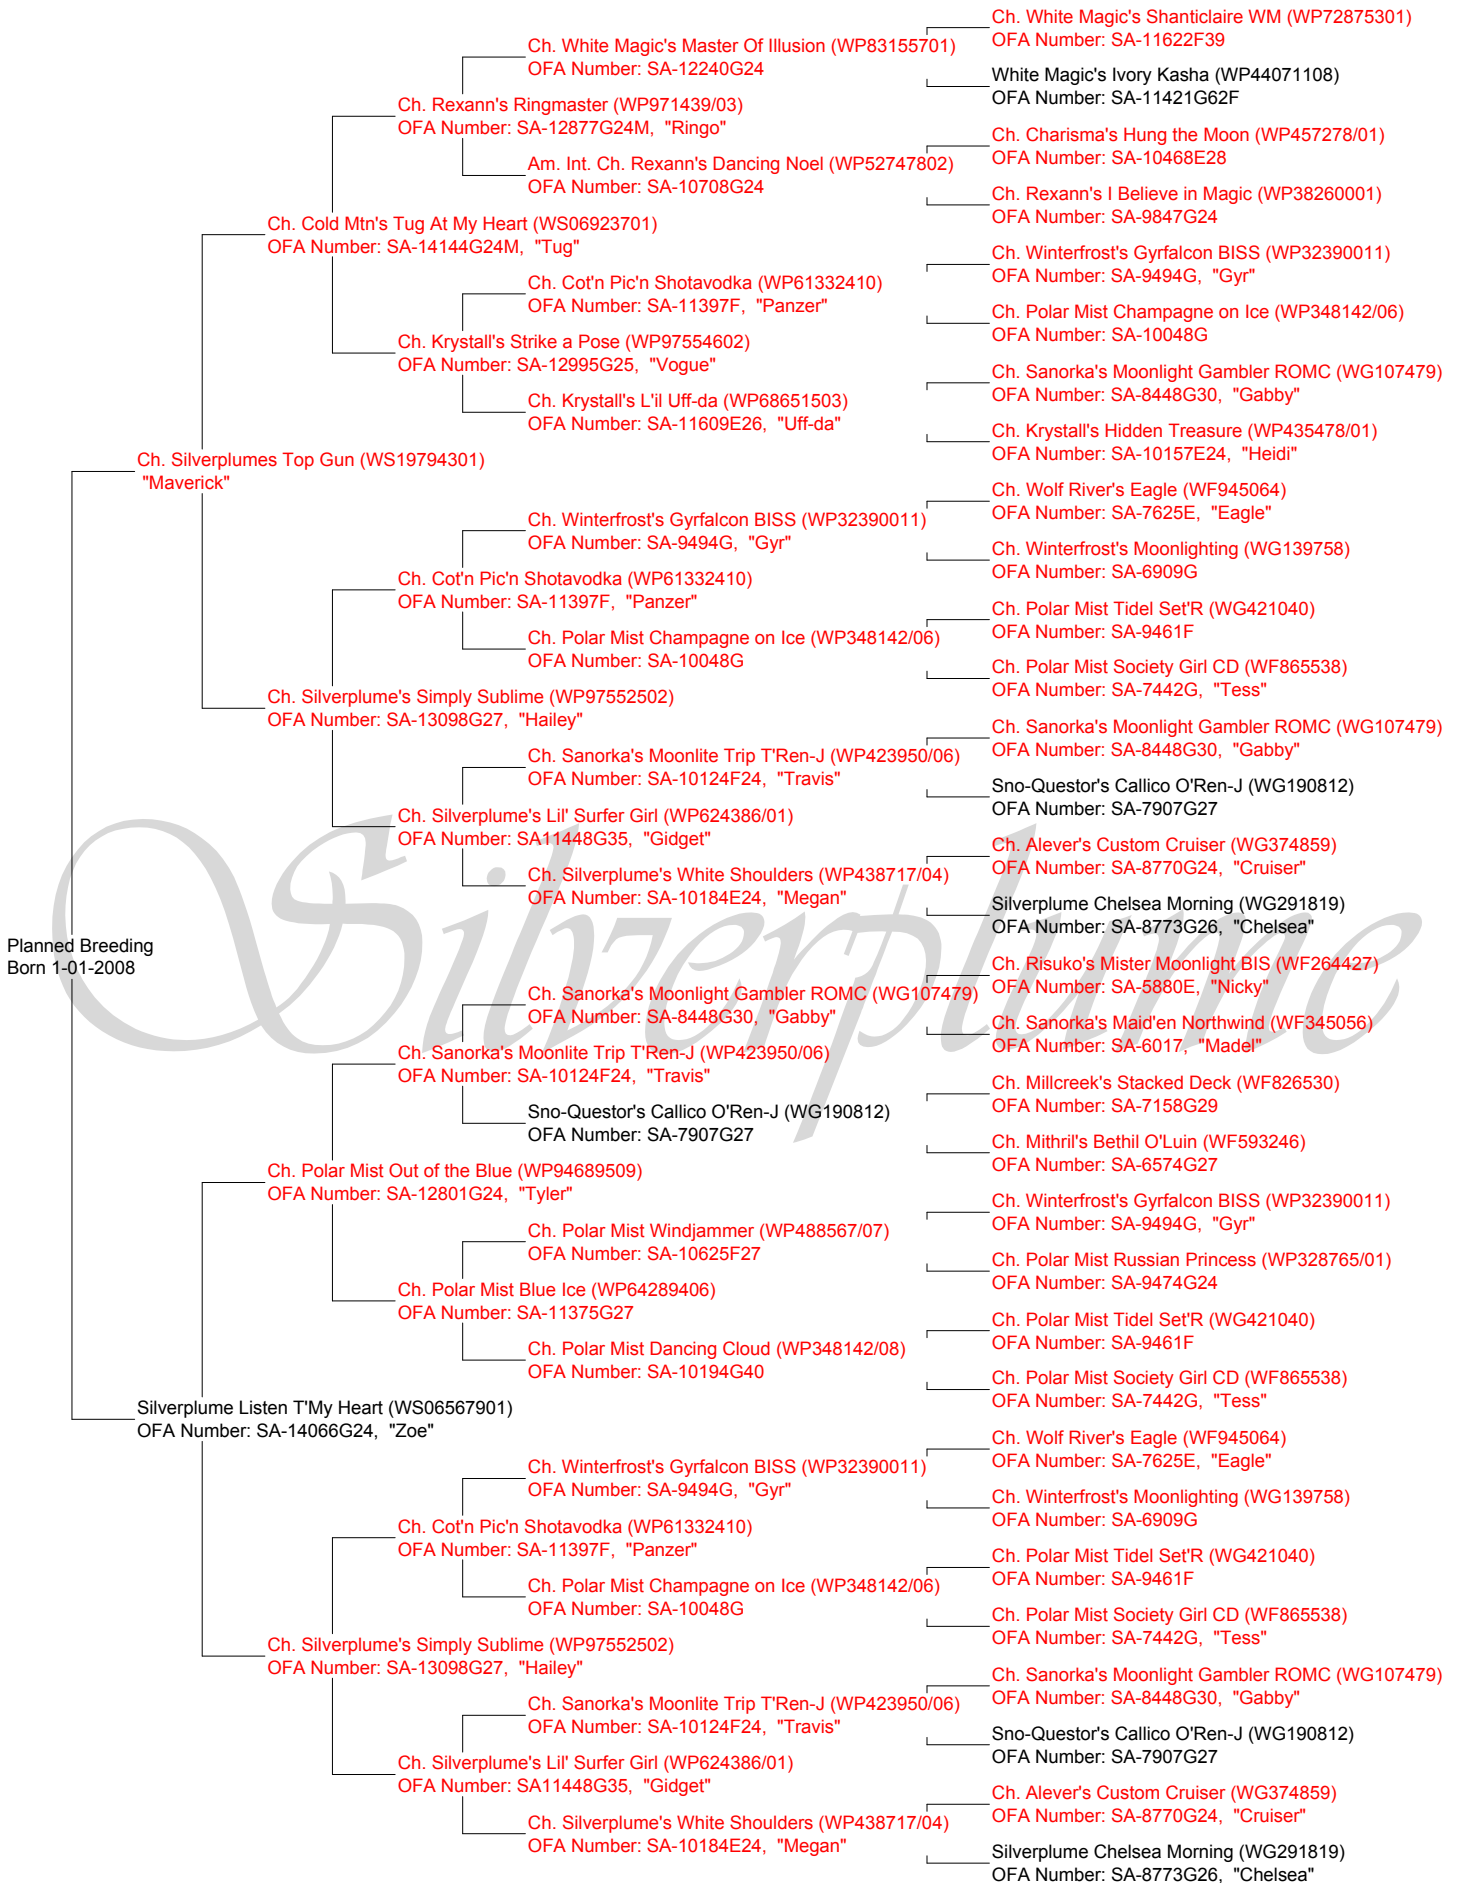 Ch. White Magic's Shanticlaire WM (WP72875301)
OFA Number: SA-11622F39
Ch. White Magic's Master Of Illusion (WP83155701)
OFA Number: SA-12240G24
White Magic's Ivory Kasha (WP44071108)
OFA Number: SA-11421G62F
Ch. Rexann's Ringmaster (WP971439/03)
OFA Number: SA-12877G24M, "Ringo"
Ch. Charisma's Hung the Moon (WP457278/01)
OFA Number: SA-10468E28
Am. Int. Ch. Rexann's Dancing Noel (WP52747802)
OFA Number: SA-10708G24
Ch. Rexann's I Believe in Magic (WP38260001)
OFA Number: SA-9847G24
Ch. Cold Mtn's Tug At My Heart (WS06923701)
OFA Number: SA-14144G24M, "Tug"
Ch. Winterfrost's Gyrfalcon BISS (WP32390011)
OFA Number: SA-9494G, "Gyr"
Ch. Cot'n Pic'n Shotavodka (WP61332410)
OFA Number: SA-11397F, "Panzer"
Ch. Polar Mist Champagne on Ice (WP348142/06)
OFA Number: SA-10048G
Ch. Krystall's Strike a Pose (WP97554602)
OFA Number: SA-12995G25, "Vogue"
Ch. Sanorka's Moonlight Gambler ROMC (WG107479)
OFA Number: SA-8448G30, "Gabby"
Ch. Krystall's L'il Uff-da (WP68651503)
OFA Number: SA-11609E26, "Uff-da"
Ch. Krystall's Hidden Treasure (WP435478/01)
OFA Number: SA-10157E24, "Heidi"
Ch. Silverplumes Top Gun (WS19794301)
"Maverick"
Ch. Wolf River's Eagle (WF945064)
OFA Number: SA-7625E, "Eagle"
Ch. Winterfrost's Gyrfalcon BISS (WP32390011)
OFA Number: SA-9494G, "Gyr"
Ch. Winterfrost's Moonlighting (WG139758)
OFA Number: SA-6909G
Ch. Cot'n Pic'n Shotavodka (WP61332410)
OFA Number: SA-11397F, "Panzer"
Ch. Polar Mist Tidel Set'R (WG421040)
OFA Number: SA-9461F
Ch. Polar Mist Champagne on Ice (WP348142/06)
OFA Number: SA-10048G
Ch. Polar Mist Society Girl CD (WF865538)
OFA Number: SA-7442G, "Tess"
Ch. Silverplume's Simply Sublime (WP97552502)
OFA Number: SA-13098G27, "Hailey"
Ch. Sanorka's Moonlight Gambler ROMC (WG107479)
OFA Number: SA-8448G30, "Gabby"
Ch. Sanorka's Moonlite Trip T'Ren-J (WP423950/06)
OFA Number: SA-10124F24, "Travis"
Sno-Questor's Callico O'Ren-J (WG190812)
OFA Number: SA-7907G27
Ch. Silverplume's Lil' Surfer Girl (WP624386/01)
OFA Number: SA11448G35, "Gidget"
Ch. Alever's Custom Cruiser (WG374859)
OFA Number: SA-8770G24, "Cruiser"
Ch. Silverplume's White Shoulders (WP438717/04)
OFA Number: SA-10184E24, "Megan"
Silverplume Chelsea Morning (WG291819)
OFA Number: SA-8773G26, "Chelsea"
Silverplume
Planned Breeding
Born 1-01-2008
Ch. Risuko's Mister Moonlight BIS (WF264427)
OFA Number: SA-5880E, "Nicky"
Ch. Sanorka's Moonlight Gambler ROMC (WG107479)
OFA Number: SA-8448G30, "Gabby"
Ch. Sanorka's Maid'en Northwind (WF345056)
OFA Number: SA-6017, "Madel"
Ch. Sanorka's Moonlite Trip T'Ren-J (WP423950/06)
OFA Number: SA-10124F24, "Travis"
Ch. Millcreek's Stacked Deck (WF826530)
OFA Number: SA-7158G29
Sno-Questor's Callico O'Ren-J (WG190812)
OFA Number: SA-7907G27
Ch. Mithril's Bethil O'Luin (WF593246)
OFA Number: SA-6574G27
Ch. Polar Mist Out of the Blue (WP94689509)
OFA Number: SA-12801G24, "Tyler"
Ch. Winterfrost's Gyrfalcon BISS (WP32390011)
OFA Number: SA-9494G, "Gyr"
Ch. Polar Mist Windjammer (WP488567/07)
OFA Number: SA-10625F27
Ch. Polar Mist Russian Princess (WP328765/01)
OFA Number: SA-9474G24
Ch. Polar Mist Blue Ice (WP64289406)
OFA Number: SA-11375G27
Ch. Polar Mist Tidel Set'R (WG421040)
OFA Number: SA-9461F
Ch. Polar Mist Dancing Cloud (WP348142/08)
OFA Number: SA-10194G40
Ch. Polar Mist Society Girl CD (WF865538)
OFA Number: SA-7442G, "Tess"
Silverplume Listen T'My Heart (WS06567901)
OFA Number: SA-14066G24, "Zoe"
Ch. Wolf River's Eagle (WF945064)
OFA Number: SA-7625E, "Eagle"
Ch. Winterfrost's Gyrfalcon BISS (WP32390011)
OFA Number: SA-9494G, "Gyr"
Ch. Winterfrost's Moonlighting (WG139758)
OFA Number: SA-6909G
Ch. Cot'n Pic'n Shotavodka (WP61332410)
OFA Number: SA-11397F, "Panzer"
Ch. Polar Mist Tidel Set'R (WG421040)
OFA Number: SA-9461F
Ch. Polar Mist Champagne on Ice (WP348142/06)
OFA Number: SA-10048G
Ch. Polar Mist Society Girl CD (WF865538)
OFA Number: SA-7442G, "Tess"
Ch. Silverplume's Simply Sublime (WP97552502)
OFA Number: SA-13098G27, "Hailey"
Ch. Sanorka's Moonlight Gambler ROMC (WG107479)
OFA Number: SA-8448G30, "Gabby"
Ch. Sanorka's Moonlite Trip T'Ren-J (WP423950/06)
OFA Number: SA-10124F24, "Travis"
Sno-Questor's Callico O'Ren-J (WG190812)
OFA Number: SA-7907G27
Ch. Silverplume's Lil' Surfer Girl (WP624386/01)
OFA Number: SA11448G35, "Gidget"
Ch. Alever's Custom Cruiser (WG374859)
OFA Number: SA-8770G24, "Cruiser"
Ch. Silverplume's White Shoulders (WP438717/04)
OFA Number: SA-10184E24, "Megan"
Silverplume Chelsea Morning (WG291819)
OFA Number: SA-8773G26, "Chelsea"